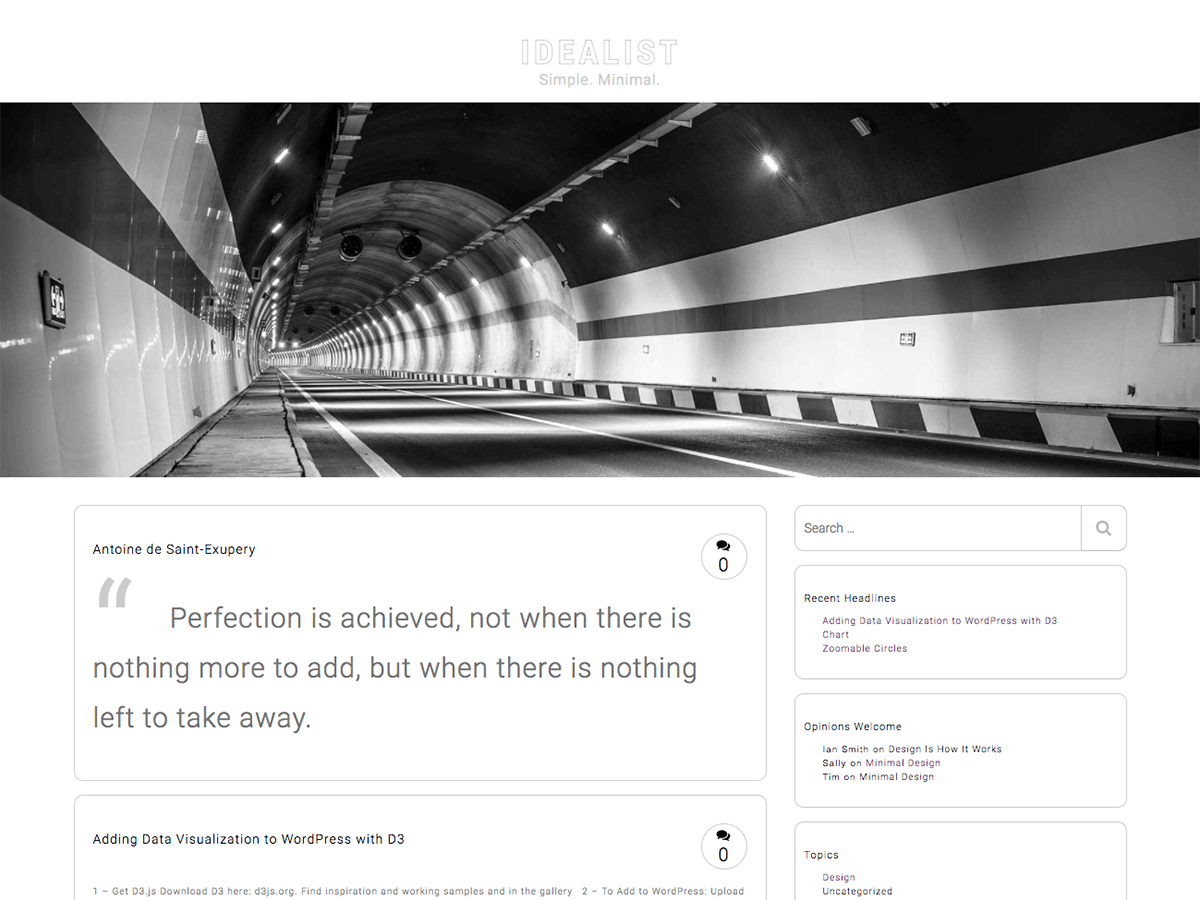 IDEALIST
Simple. Minimal.
Antoine de Saint-Exupery
0
“ Perfection is achieved, not when there is
nothing more to add, but when there is nothing
left to take away.
Adding Data Visualization to WordPress with D3
0
1 – Get D3.js Download D3 here: d3js.org. Find inspiration and working samples and in the gallery   2 – To Add to WordPress: Upload
Search …
Recent Headlines
Adding Data Visualization to WordPress with D3
Chart
Zoomable Circles
Opinions Welcome
Ian Smith on Design Is How It Works
Sally on Minimal Design
Tim on Minimal Design
Topics
Design
Uncategorized